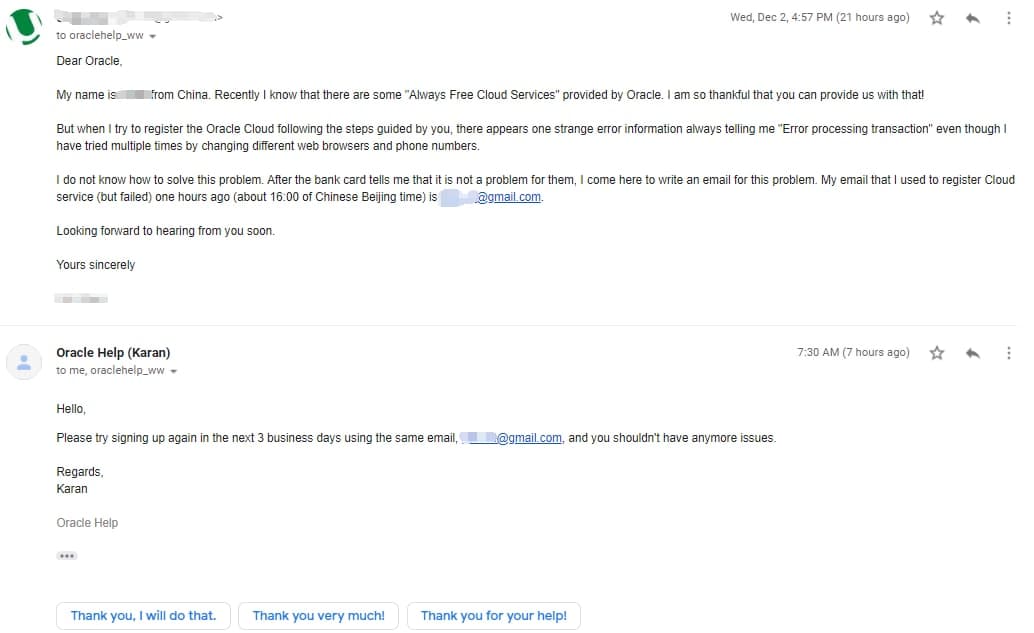 Wed, Dec 2, 4:57 PM (21 hours ago)
to oraclehelp_ww
Dear Oracle,
My name is from China. Recently I know that there are some "Always Free Cloud Services" provided by Oracle. I am so thankful that you can provide us with that!
But when I try to register the Oracle Cloud following the steps guided by you, there appears one strange error information always telling me "Error processing transaction" even though I
have tried multiple times by changing different web browsers and phone numbers.
I do not know how to solve this problem. After the bank card tells me that it is not a problem for them, I come here to write an email for this problem. My email that I used to register Cloud
service (but failed) one hours ago (about 16:00 of Chinese Beijing time) is @gmail.com.
Looking forward to hearing from you soon.
Yours sincerely
Oracle Help (Karan)
7:30 AM (7 hours ago)
to me, oraclehelp_ww
Hello,
Please try signing up again in the next 3 business days using the same email, @gmail.com, and you shouldn't have anymore issues.
Regards,
Karan
Oracle Help
Thank you, I will do that.
Thank you very much!
Thank you for your help!